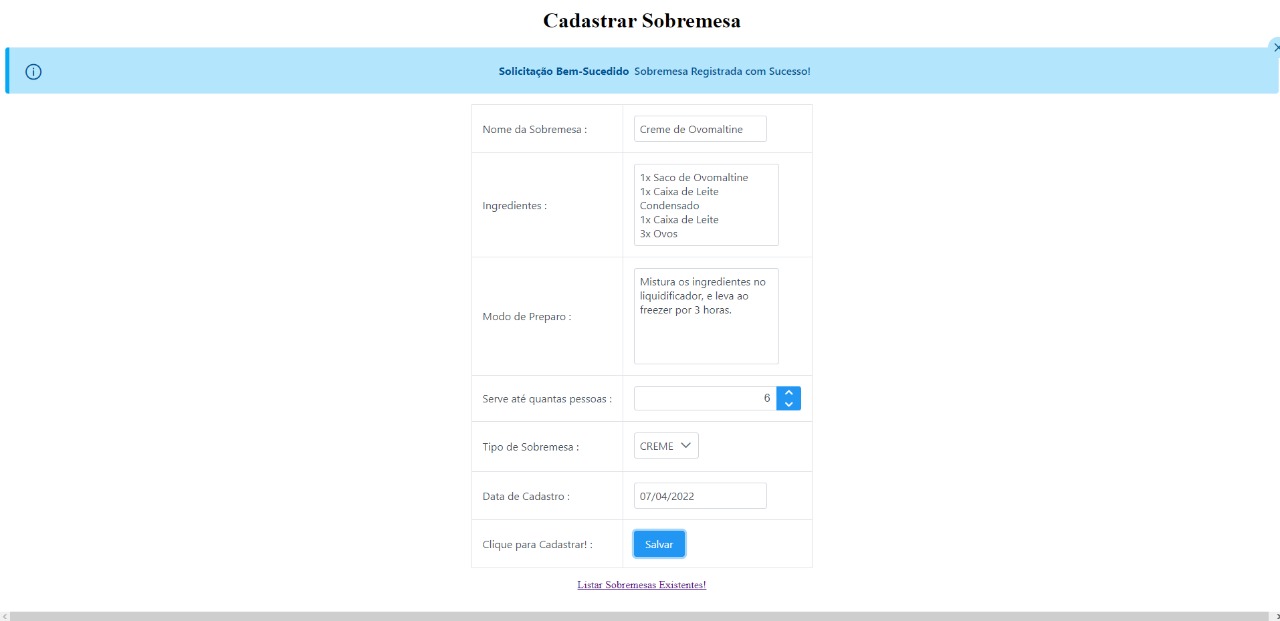 Cadastrar Sobremesa
Solicitação Bem-Sucedido Sobremesa Registrada com Sucesso!
Nome da Sobremesa : Creme de Ovomaltine
Ingredientes :
1x Saco de Ovomaltine
1x Caixa de Leite
Condensado
1x Caixa de Leite
3x Ovos
Modo de Preparo :
Mistura os ingredientes no
liquidificador, e leva ao
freezer por 3 horas.
Serve até quantas pessoas : 6
Tipo de Sobremesa : CREME
Data de Cadastro : 07/04/2022
Clique para Cadastrar! : Salvar
Listar Sobremesas Existentes!